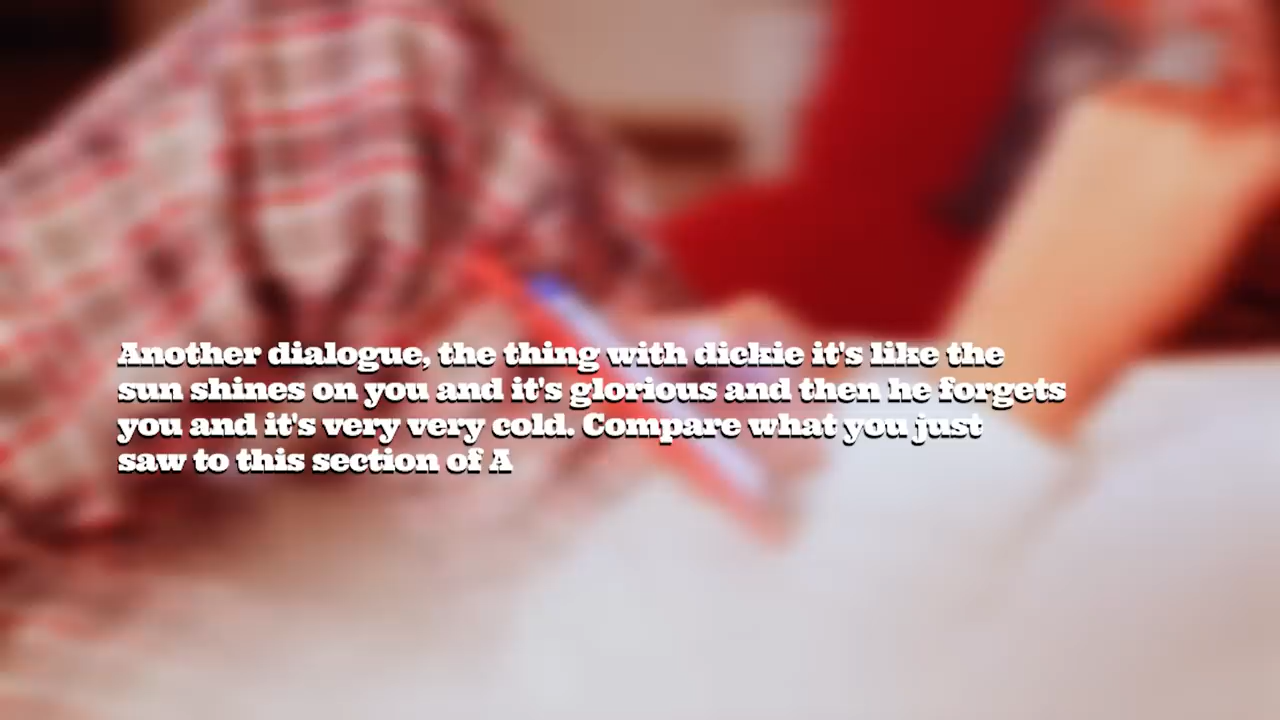 Another dialogue, the thing with dickie it's like the
sun shines on you and it's glorious and then he forgets
you and it's very very cold. Compare what you just
saw to this section of A